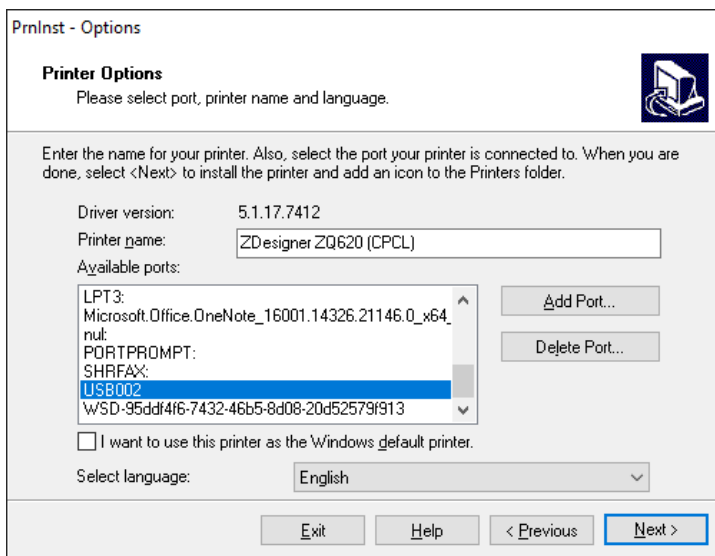 PrnInst - Options
Printer Options
Please select port, printer name and language.
Enter the name for your printer. Also, select the port your printer is connected to. When you are
done, select <Next> to install the printer and add an icon to the Printers folder.
Driver version: 5.1.17.7412
Printer name: ZDesigner ZQ620 (CPCL)
Available ports:
LPT3:
Microsoft.Office.OneNote_16001.14326.21146.0_x64_
nul:
PORTPROMPT:
SHRFAX:
USB002
WSD-95ddf4f6-7432-46b5-8d08-20d52579f913
Add Port...
Delete Port...
I want to use this printer as the Windows default printer.
Select language: English
Exit Help < Previous Next >